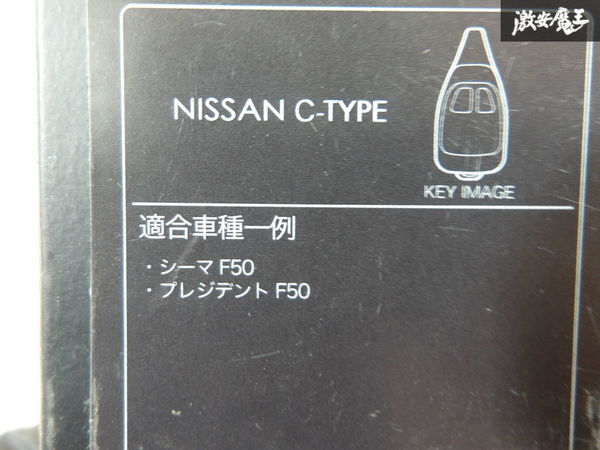 激安魔王
NISSAN C-TYPE
KEY IMAGE
適合車種一例
・シーマ F50
・プレジデント F50